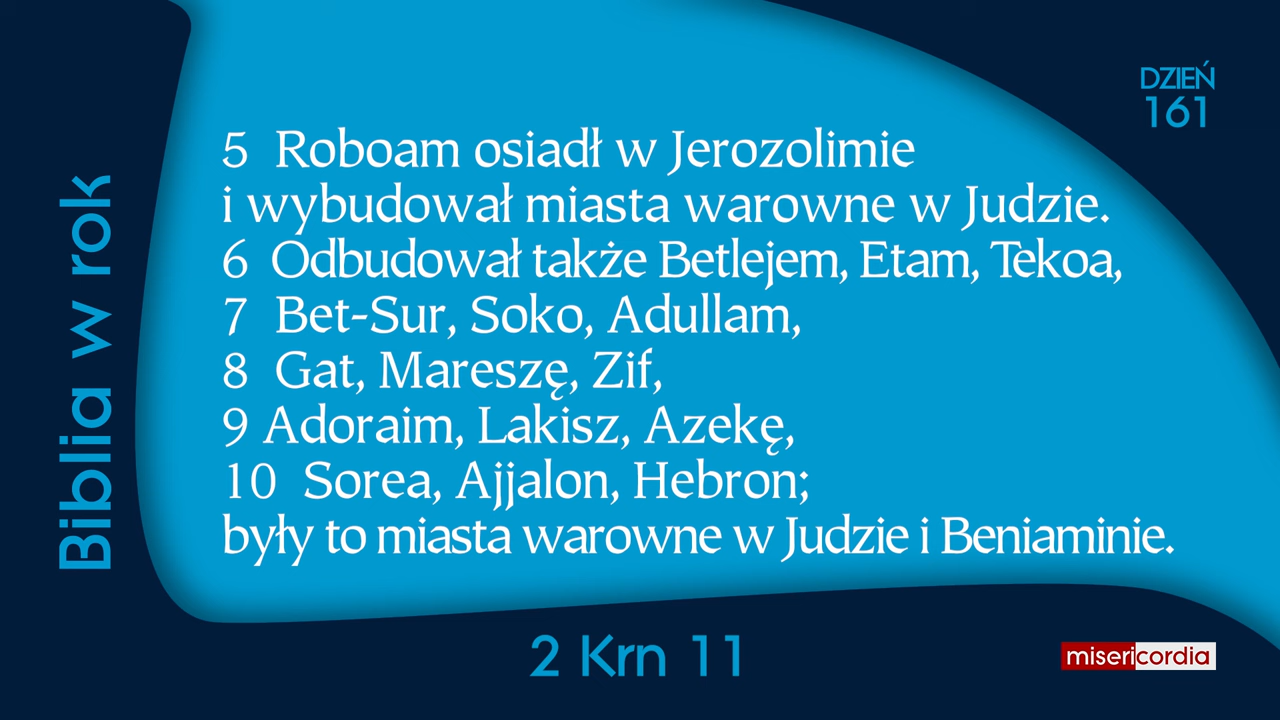 DZIEŃ
161
Biblia w rok
5 Roboam osiadł w Jerozolimie
i wybudował miasta warowne w Judzie.
6 Odbudował także Betlejem, Etam, Tekoa,
7 Bet-Sur, Soko, Adullam,
8 Gat, Mareszę, Zif,
9 Adoraim, Lakisz, Azekę,
10 Sorea, Ajjalon, Hebron;
były to miasta warowne w Judzie i Beniaminie.
2 Krn 11
misericordia